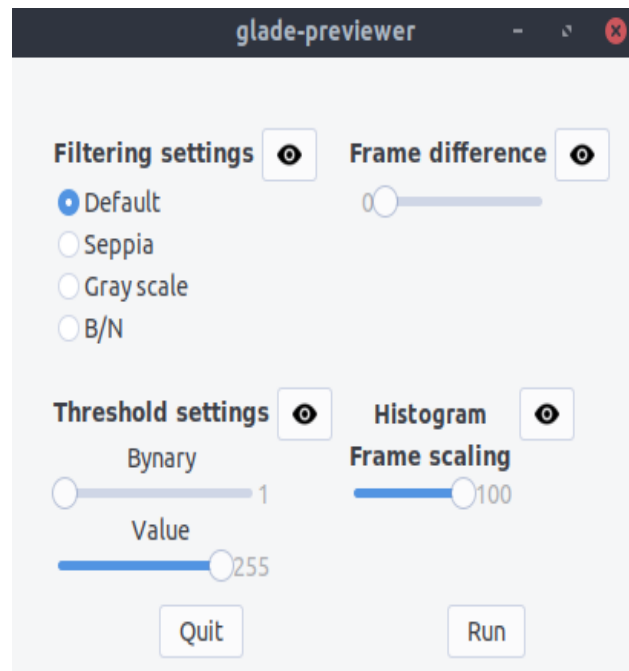 glade-previewer
Filtering settings
Frame difference
Default
0
Seppia
Gray scale
B/N
Threshold settings
Histogram
Bynary
Frame scaling
1
100
Value
255
Quit
Run